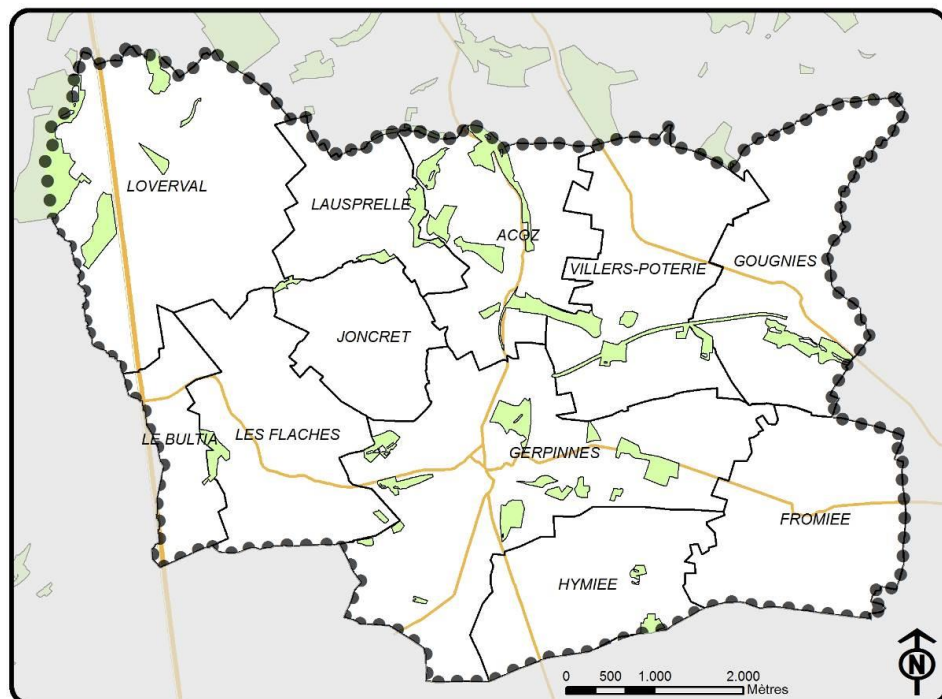 LOVERVAL
LAUSPRELLE
ACOZ
VILLERS-POTERIE
GOUGNIES
JONCRET
LE BULTIA
LES FLACHES
GERPINNES
FROMIEE
HYMIEE
0 500 1.000 2.000
Mètres
N